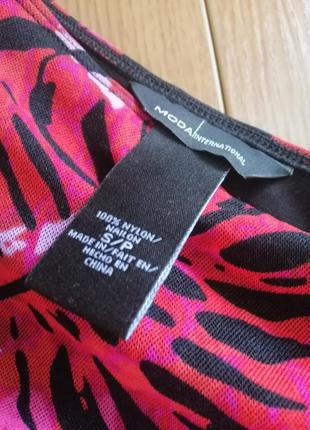 MODA
INTERNATIONAL
100% NYLON/
NAILON
S/P
MADE IN/FAIT EN/
HECHO EN
CHINA